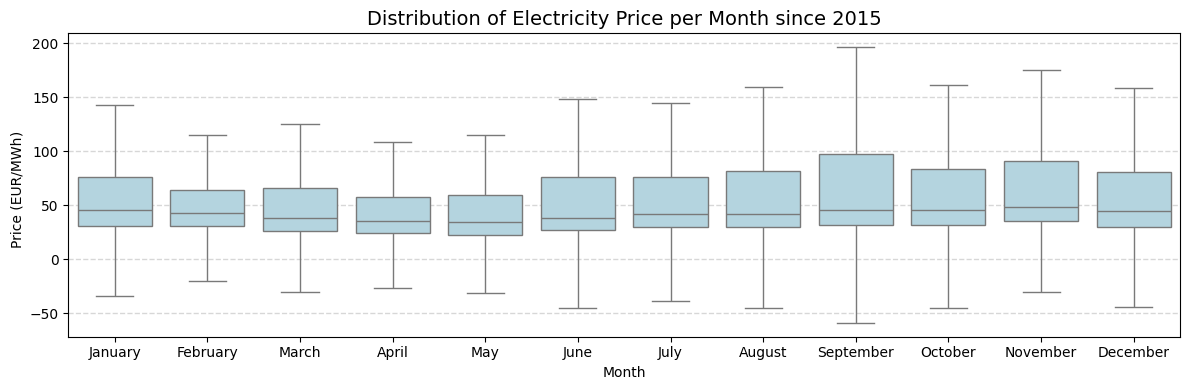 Distribution of Electricity Price per Month since 2015
Price (EUR/MWh)
200
150
100
50
0
−50
January February March April May June July August September October November December
Month